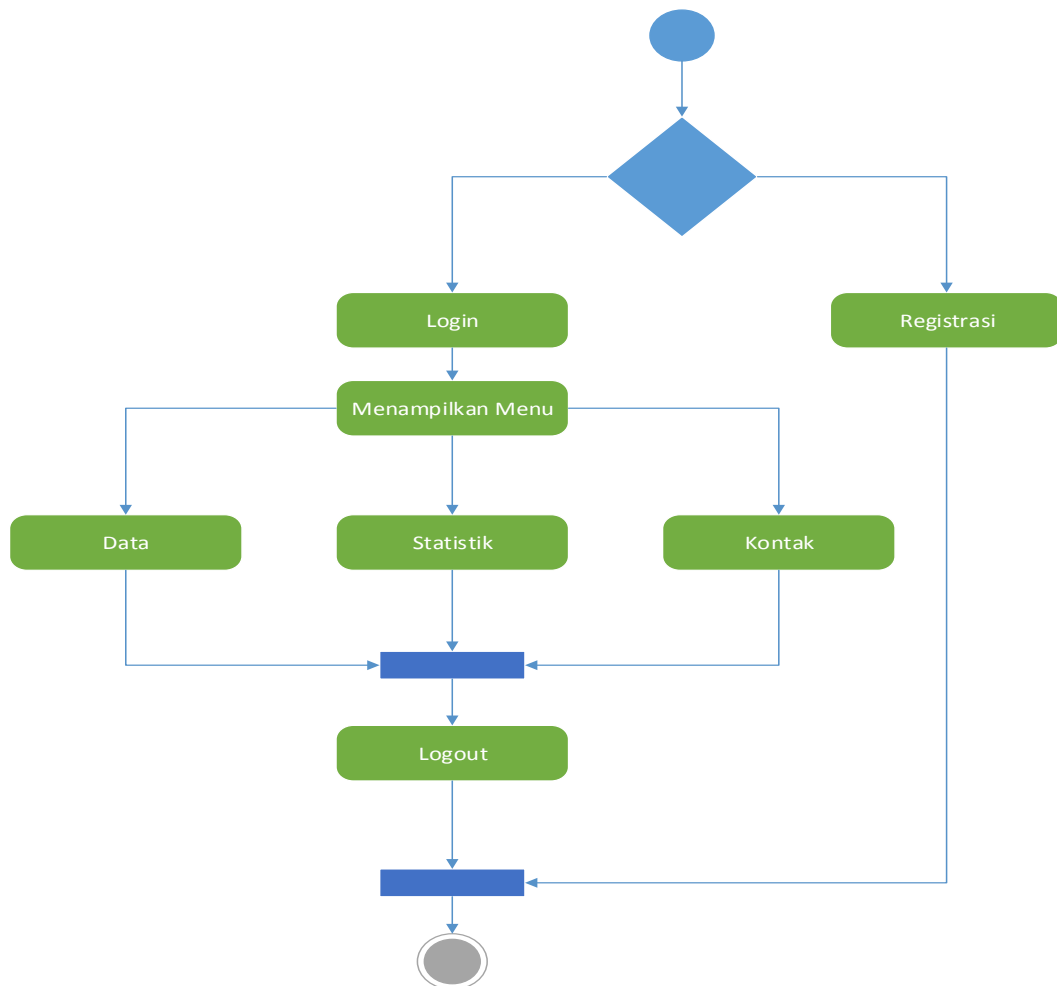 Login
Registrasi
Menampilkan Menu
Data
Statistik
Kontak
Logout